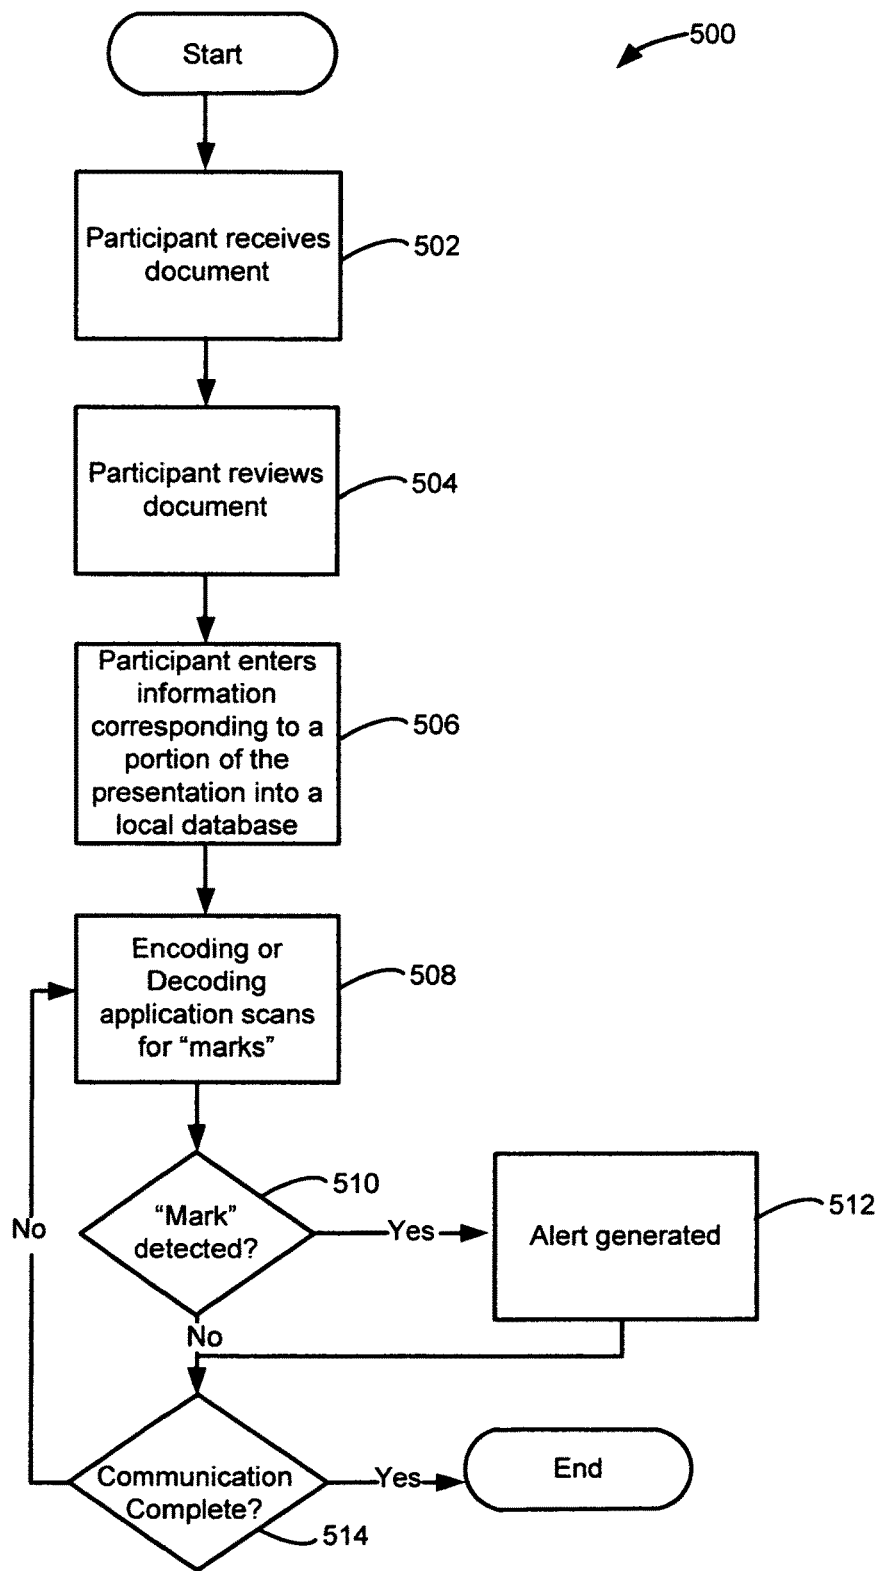 Start
500
Participant receives
document
502
Participant reviews
document
504
Participant enters
information
corresponding to a
portion of the
presentation into a
local database
506
Encoding or
Decoding
application scans
for “marks”
508
“Mark”
detected?
510
Yes
Alert generated
512
No
No
Communication
Complete?
514
Yes
End